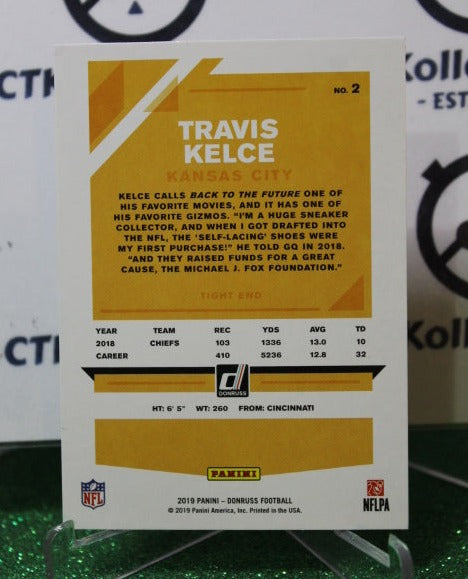 NO. 2
TRAVIS
KELCE
KANSAS CITY
KELCE CALLS BACK TO THE FUTURE ONE OF
HIS FAVORITE MOVIES, AND IT HAS ONE OF
HIS FAVORITE GIZMOS. "I'M A HUGE SNEAKER
COLLECTOR, AND WHEN I GOT DRAFTED INTO
THE NFL, THE 'SELF-LACING' SHOES WERE
MY FIRST PURCHASE!" HE TOLD GQ IN 2018.
"AND THEY RAISED FUNDS FOR A GREAT
CAUSE, THE MICHAEL J. FOX FOUNDATION."
TIGHT END
YEAR TEAM REC YDS AVG TD
2018 CHIEFS 103 1336 13.0 10
CAREER 410 5236 12.8 32
DONRUSS
HT: 6' 5" WT: 260 FROM: CINCINNATI
PANINI
NFL
2019 PANINI – DONRUSS FOOTBALL
© 2019 Panini America, Inc. Printed in the USA.
NFLPA
CTK
Kolle
- EST
Kollec
CTK